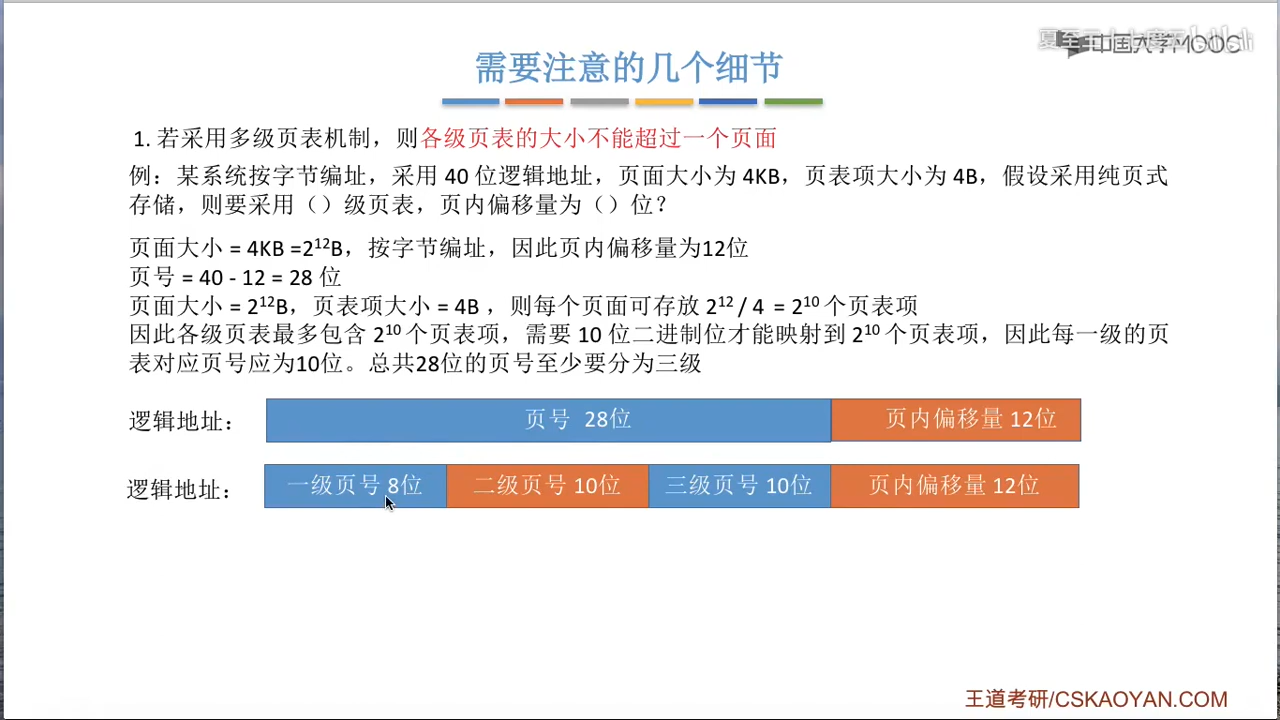 需要注意的几个细节
中国大学MOOC
1. 若采用多级页表机制，则各级页表的大小不能超过一个页面
例：某系统按字节编址，采用 40 位逻辑地址，页面大小为 4KB，页表项大小为 4B，假设采用纯页式
存储，则要采用（）级页表，页内偏移量为（）位？
页面大小 = 4KB =2¹²B，按字节编址，因此页内偏移量为12位
页号 = 40 - 12 = 28 位
页面大小 = 2¹²B，页表项大小 = 4B ，则每个页面可存放 2¹² / 4 = 2¹⁰ 个页表项
因此各级页表最多包含 2¹⁰ 个页表项，需要 10 位二进制位才能映射到 2¹⁰ 个页表项，因此每一级的页
表对应页号应为10位。总共28位的页号至少要分为三级
逻辑地址： 页号 28位 页内偏移量 12位
逻辑地址： 一级页号 8位 二级页号 10位 三级页号 10位 页内偏移量 12位
王道考研/CSKAOYAN.COM